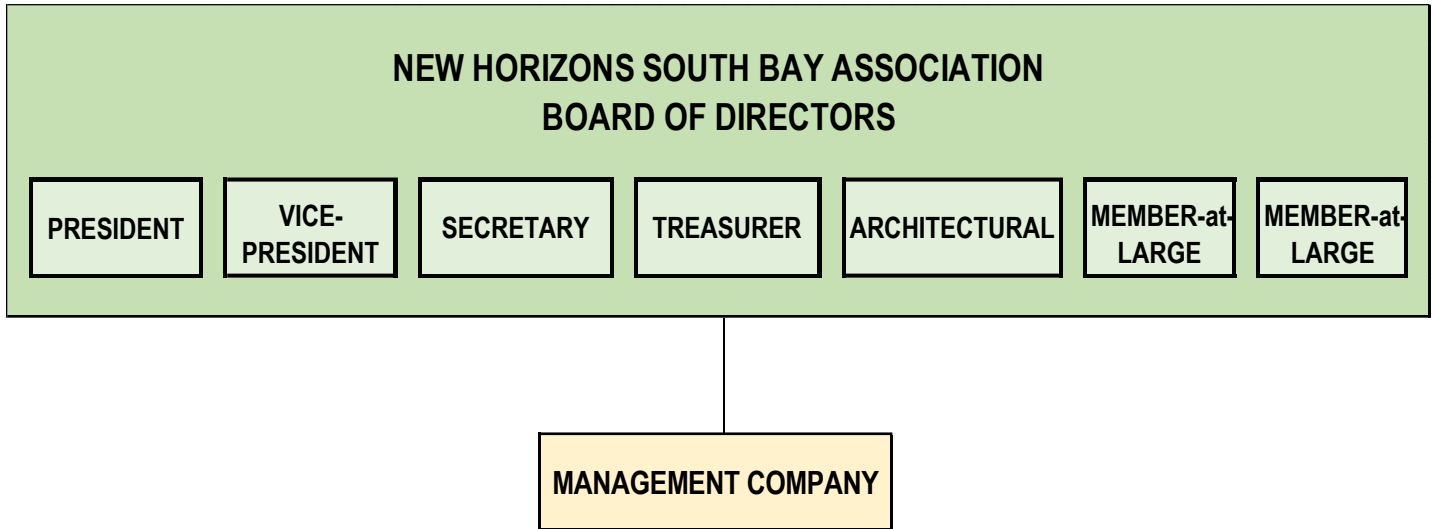 NEW HORIZONS SOUTH BAY ASSOCIATION
BOARD OF DIRECTORS
PRESIDENT
VICE-
PRESIDENT
SECRETARY
TREASURER
ARCHITECTURAL
MEMBER-at-
LARGE
MEMBER-at-
LARGE
MANAGEMENT COMPANY